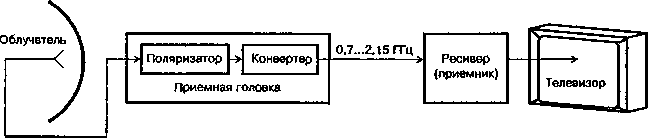 Облучатель
Поляризатор
Конвертер
Приемная головка
0,7...2,15 ГГц
Ресивер
(приемник)
Телевизор